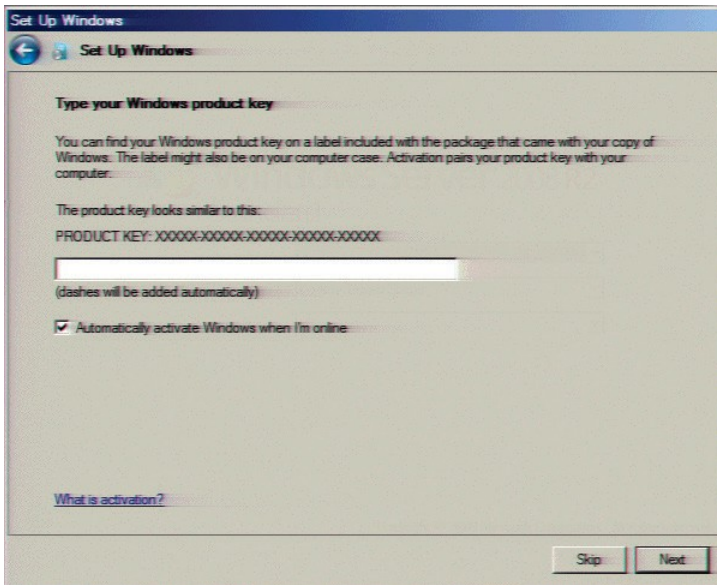 Set Up Windows
Set Up Windows
Type your Windows product key
You can find your Windows product key on a label included with the package that came with your copy of
Windows. The label might also be on your computer case. Activation pairs your product key with your
computer.
The product key looks similar to this:
PRODUCT KEY: XXXXX-XXXXX-XXXXX-XXXXX-XXXXX
(dashes will be added automatically)
Automatically activate Windows when I'm online
What is activation?
Skip
Next